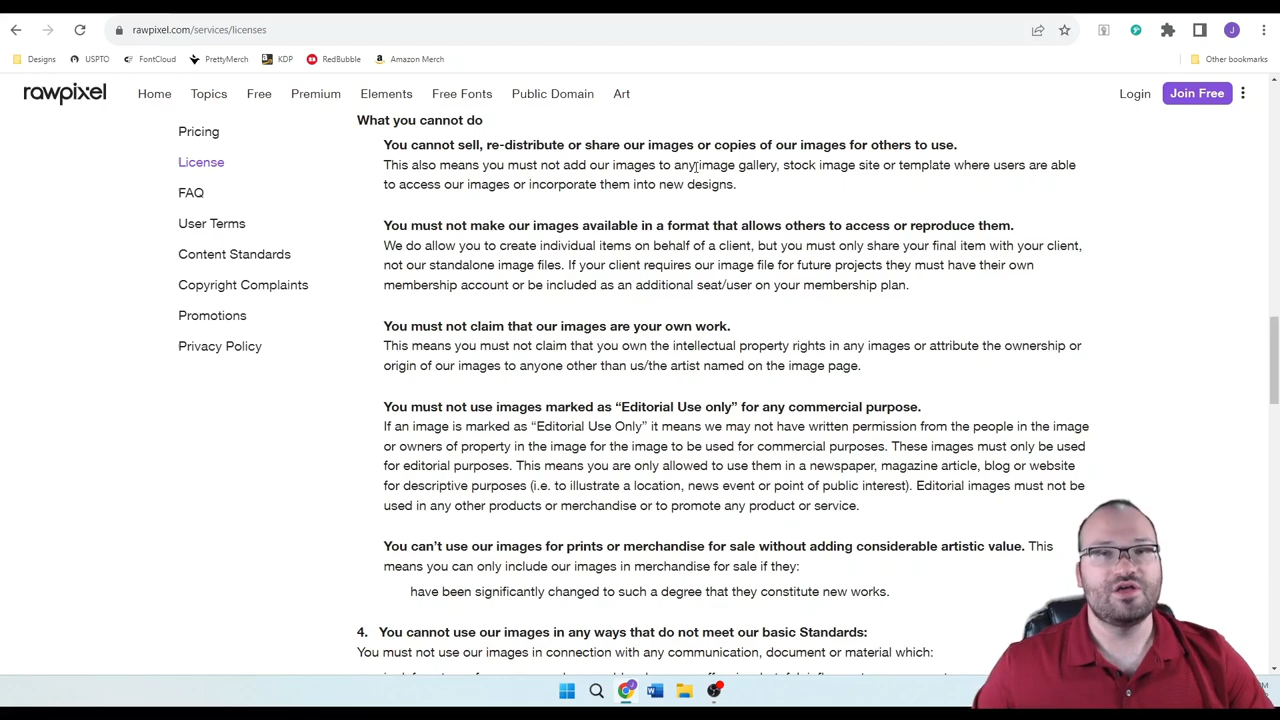 rawpixel.com/services/licenses
J
Designs
USPTO
FontCloud
PrettyMerch
KDP
RedBubble
Amazon Merch
Other bookmarks
rawpixel
Home
Topics
Free
Premium
Elements
Free Fonts
Public Domain
Art
Login
Join Free
Pricing
License
FAQ
User Terms
Content Standards
Copyright Complaints
Promotions
Privacy Policy
What you cannot do
You cannot sell, re-distribute or share our images or copies of our images for others to use.
This also means you must not add our images to any image gallery, stock image site or template where users are able
to access our images or incorporate them into new designs.
You must not make our images available in a format that allows others to access or reproduce them.
We do allow you to create individual items on behalf of a client, but you must only share your final item with your client,
not our standalone image files. If your client requires our image file for future projects they must have their own
membership account or be included as an additional seat/user on your membership plan.
You must not claim that our images are your own work.
This means you must not claim that you own the intellectual property rights in any images or attribute the ownership or
origin of our images to anyone other than us/the artist named on the image page.
You must not use images marked as “Editorial Use only” for any commercial purpose.
If an image is marked as “Editorial Use Only” it means we may not have written permission from the people in the image
or owners of property in the image for the image to be used for commercial purposes. These images must only be used
for editorial purposes. This means you are only allowed to use them in a newspaper, magazine article, blog or website
for descriptive purposes (i.e. to illustrate a location, news event or point of public interest). Editorial images must not be
used in any other products or merchandise or to promote any product or service.
You can’t use our images for prints or merchandise for sale without adding considerable artistic value. This
means you can only include our images in merchandise for sale if they:
have been significantly changed to such a degree that they constitute new works.
4. You cannot use our images in any ways that do not meet our basic Standards:
You must not use our images in connection with any communication, document or material which: